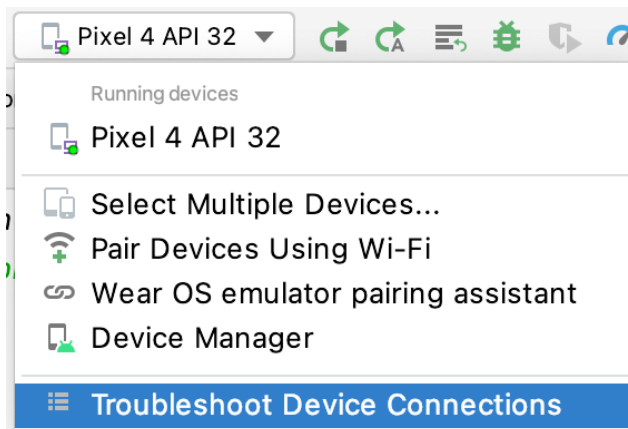 Pixel 4 API 32
Running devices
Pixel 4 API 32
Select Multiple Devices...
Pair Devices Using Wi-Fi
Wear OS emulator pairing assistant
Device Manager
Troubleshoot Device Connections